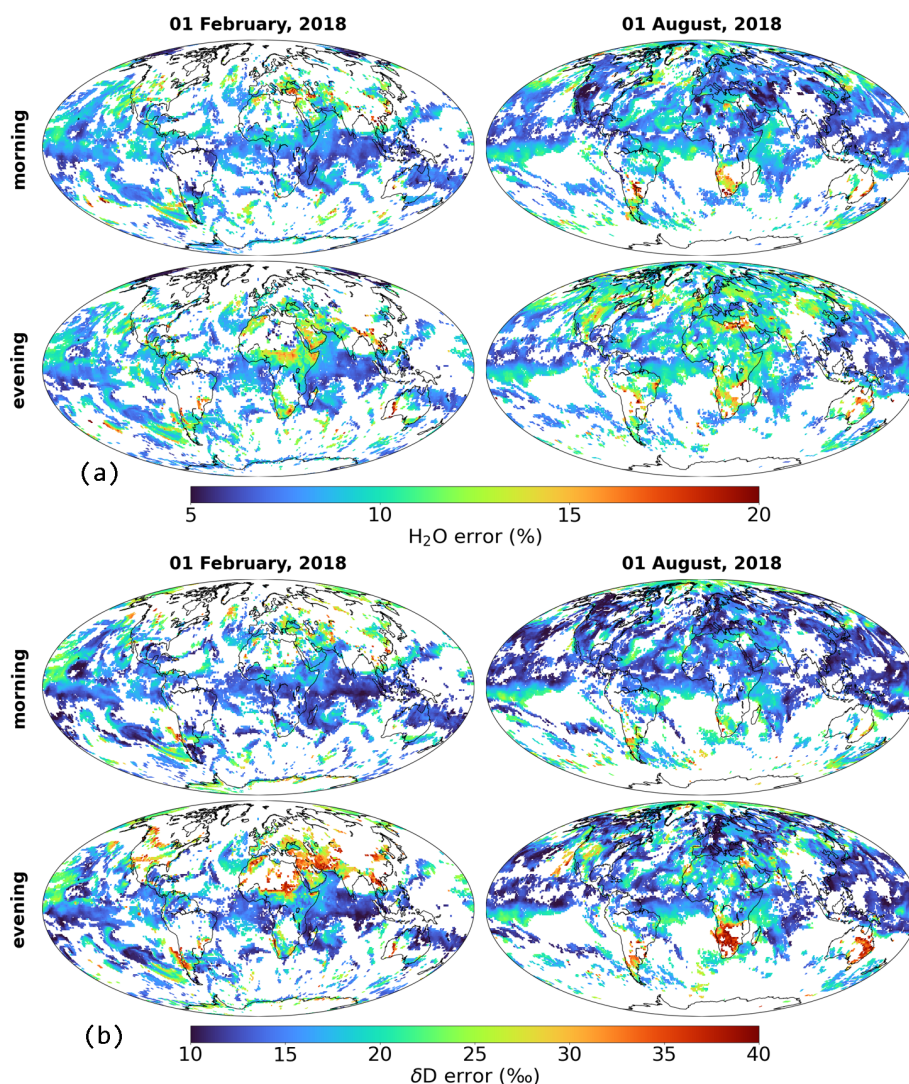 01 February, 2018
01 August, 2018
morning
evening
(a)
5 10 15 20
H₂O error (%)
01 February, 2018
01 August, 2018
morning
evening
(b)
10 15 20 25 30 35 40
δD error (‰)